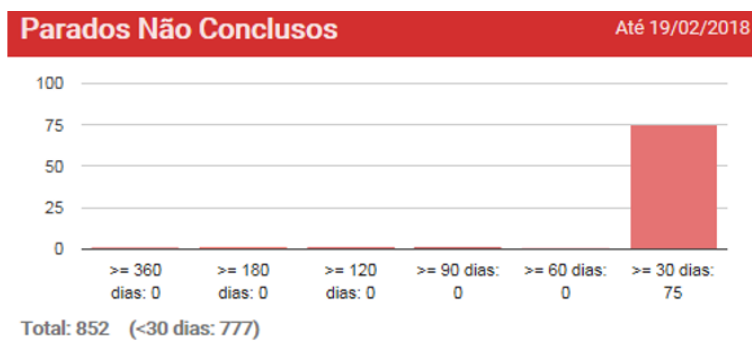 Parados Não Conclusos
Até 19/02/2018
100
75
50
25
0
>= 360 dias: 0
>= 180 dias: 0
>= 120 dias: 0
>= 90 dias: 0
>= 60 dias: 0
>= 30 dias: 75
Total: 852 (<30 dias: 777)